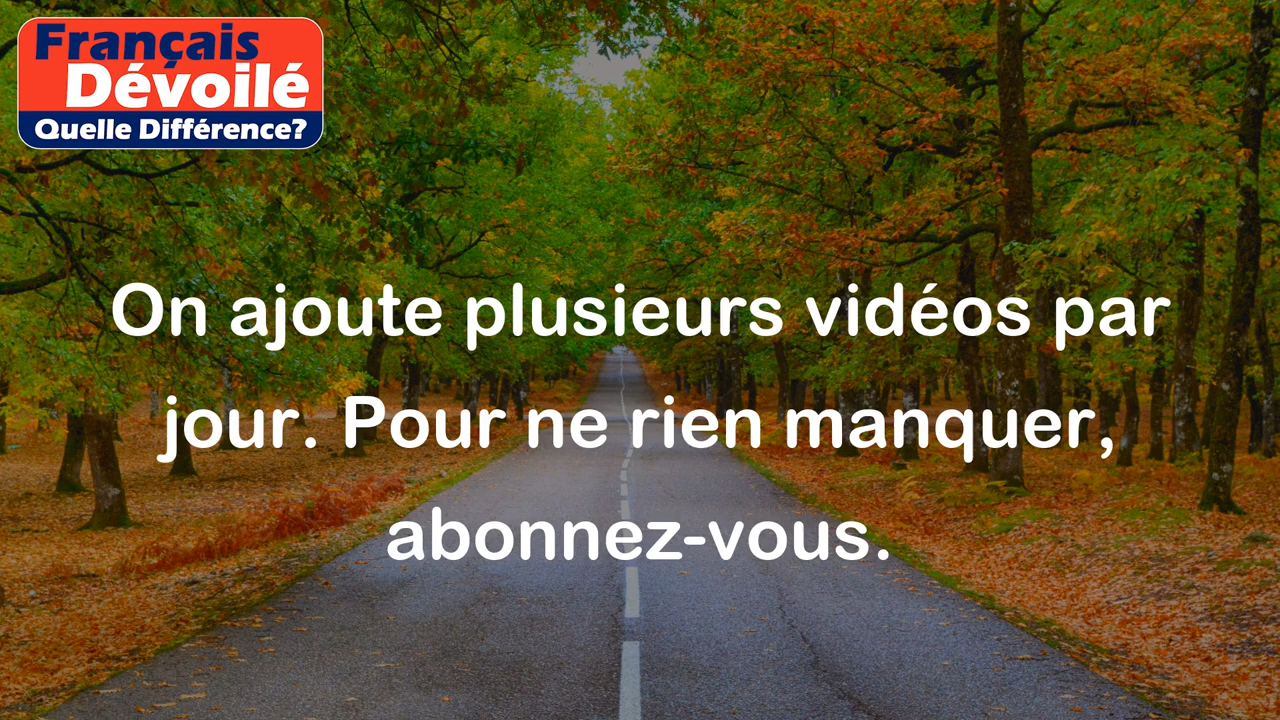 Français
Dévoilé
Quelle Différence?
On ajoute plusieurs vidéos par
jour. Pour ne rien manquer,
abonnez-vous.